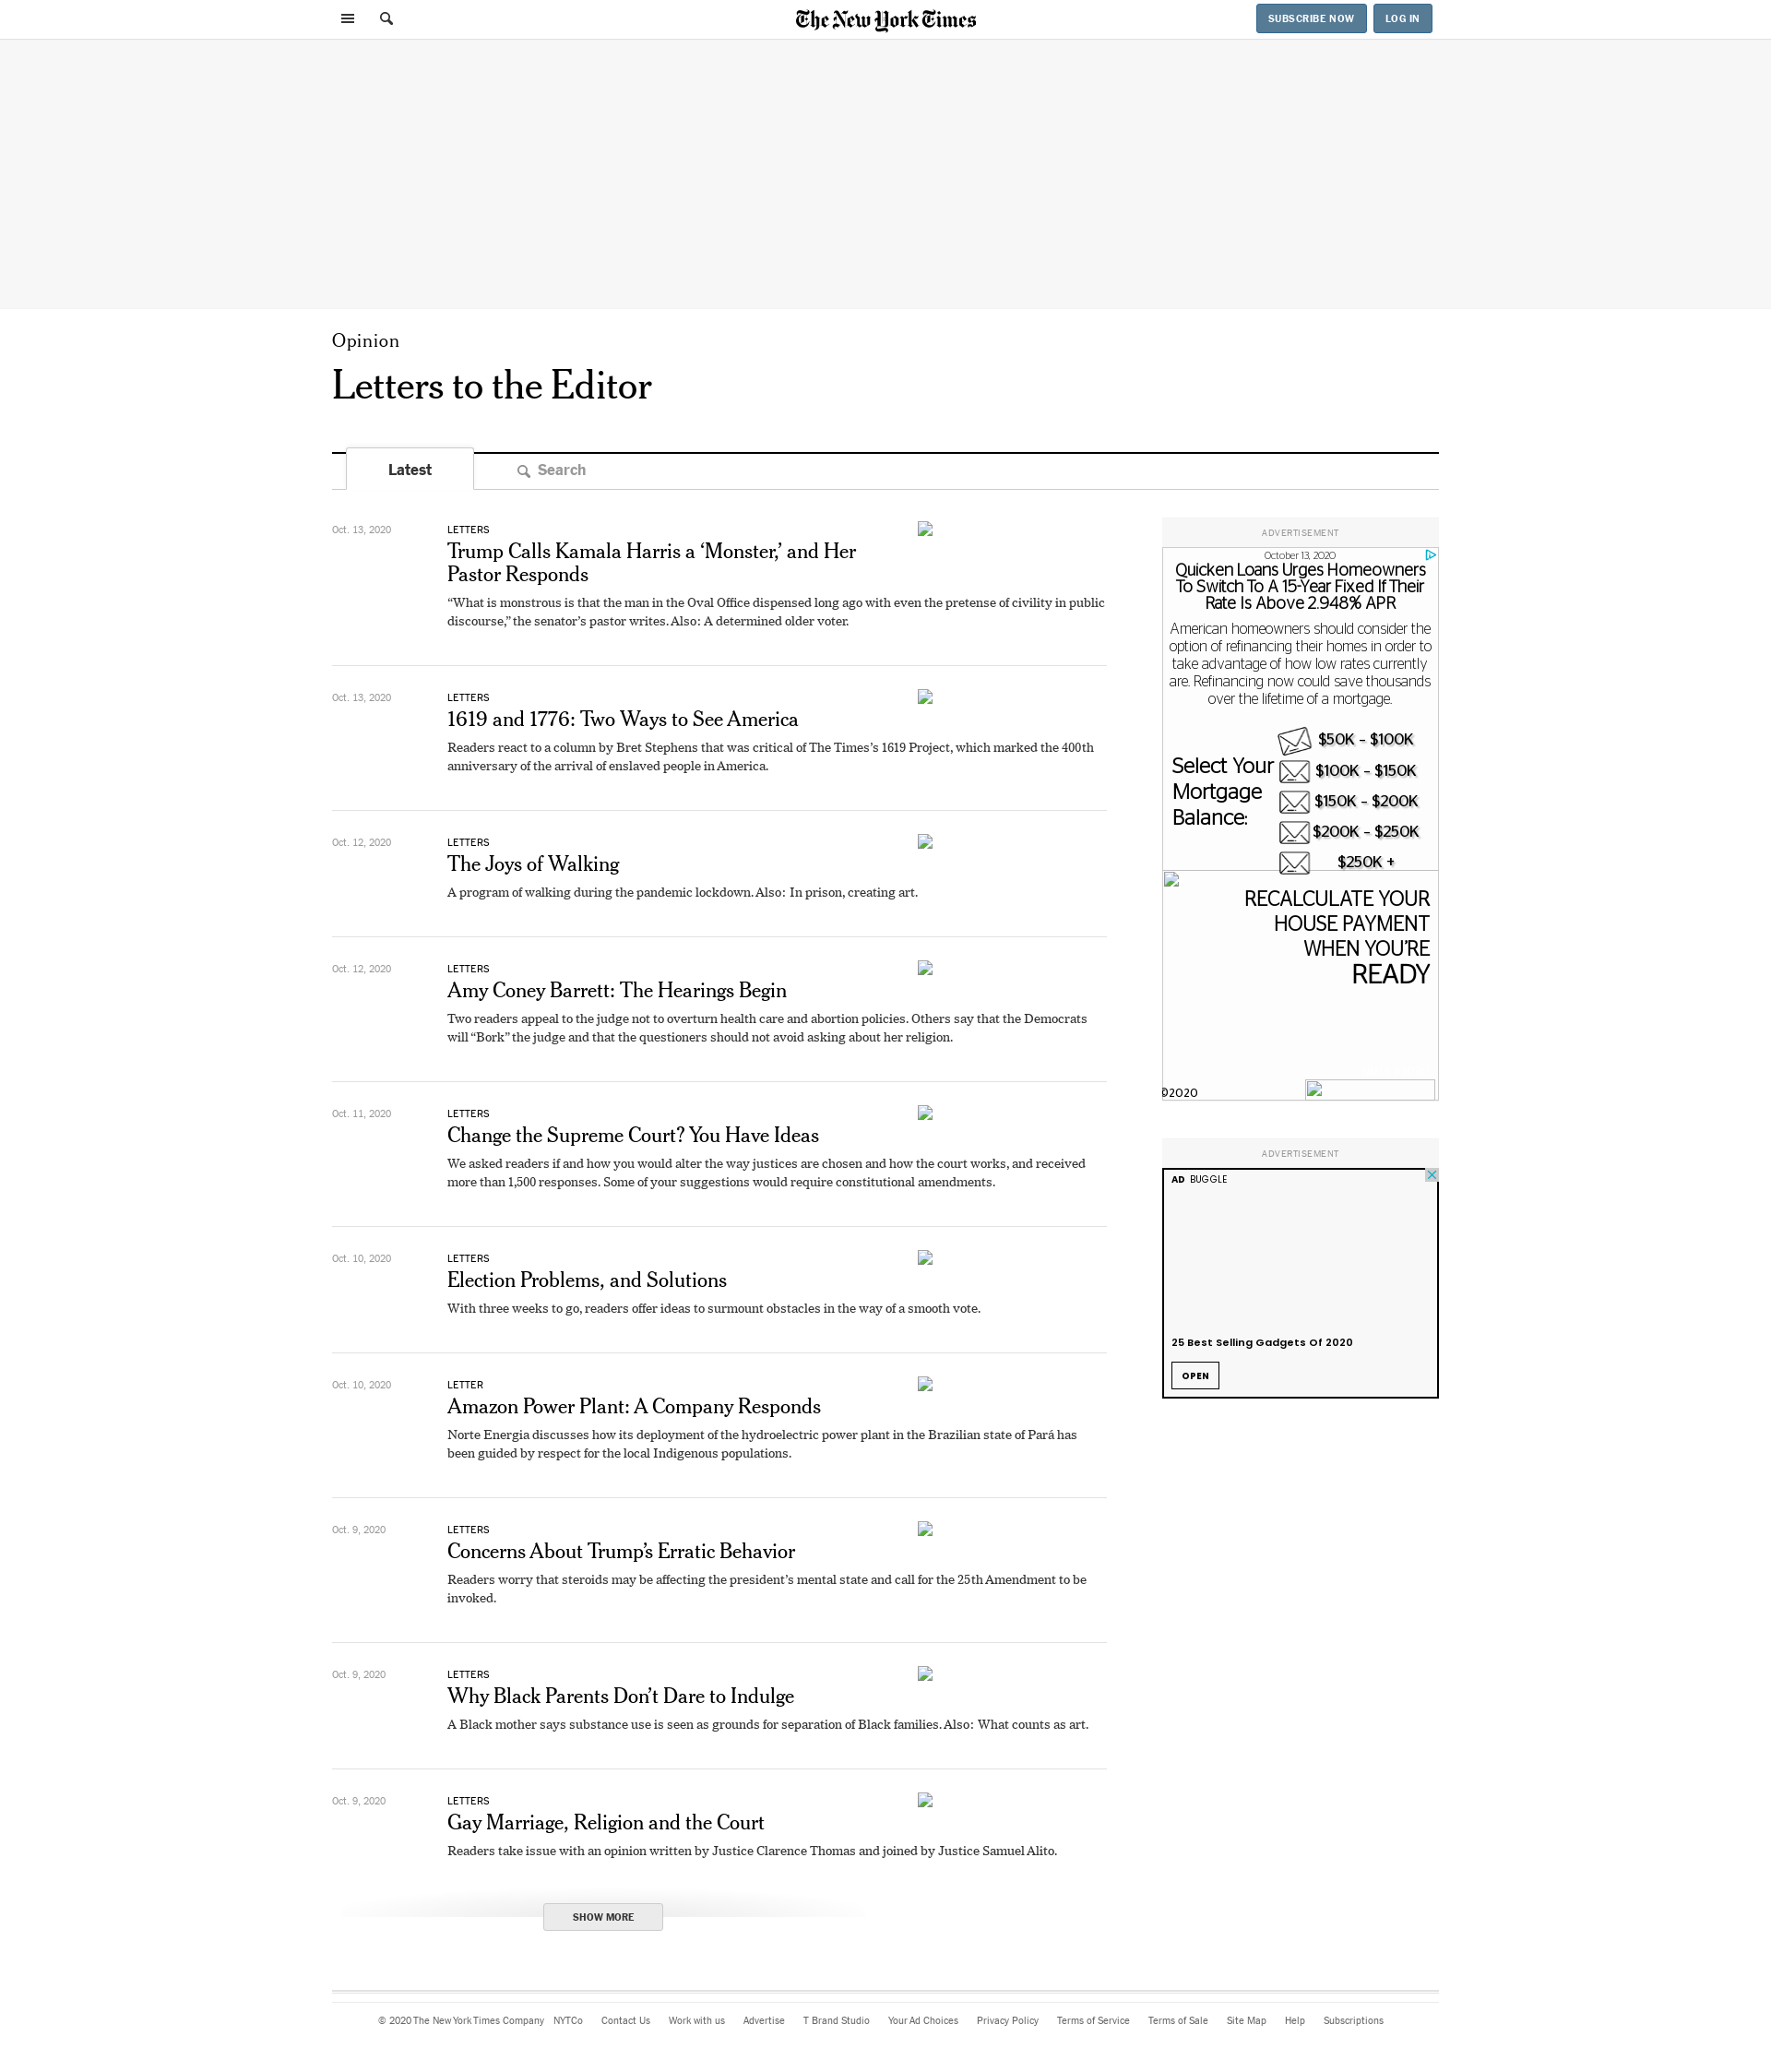 The New York Times
SUBSCRIBE NOW
LOG IN
Opinion
Letters to the Editor
Latest
Search
Oct. 13, 2020
LETTERS
Trump Calls Kamala Harris a ‘Monster,’ and Her
Pastor Responds
“What is monstrous is that the man in the Oval Office dispensed long ago with even the pretense of civility in public
discourse,” the senator’s pastor writes. Also: A determined older voter.
Oct. 13, 2020
LETTERS
1619 and 1776: Two Ways to See America
Readers react to a column by Bret Stephens that was critical of The Times’s 1619 Project, which marked the 400th
anniversary of the arrival of enslaved people in America.
Oct. 12, 2020
LETTERS
The Joys of Walking
A program of walking during the pandemic lockdown. Also: In prison, creating art.
Oct. 12, 2020
LETTERS
Amy Coney Barrett: The Hearings Begin
Two readers appeal to the judge not to overturn health care and abortion policies. Others say that the Democrats
will “Bork” the judge and that the questioners should not avoid asking about her religion.
Oct. 11, 2020
LETTERS
Change the Supreme Court? You Have Ideas
We asked readers if and how you would alter the way justices are chosen and how the court works, and received
more than 1,500 responses. Some of your suggestions would require constitutional amendments.
Oct. 10, 2020
LETTERS
Election Problems, and Solutions
With three weeks to go, readers offer ideas to surmount obstacles in the way of a smooth vote.
Oct. 10, 2020
LETTER
Amazon Power Plant: A Company Responds
Norte Energia discusses how its deployment of the hydroelectric power plant in the Brazilian state of Pará has
been guided by respect for the local Indigenous populations.
Oct. 9, 2020
LETTERS
Concerns About Trump’s Erratic Behavior
Readers worry that steroids may be affecting the president’s mental state and call for the 25th Amendment to be
invoked.
Oct. 9, 2020
LETTERS
Why Black Parents Don’t Dare to Indulge
A Black mother says substance use is seen as grounds for separation of Black families. Also: What counts as art.
Oct. 9, 2020
LETTERS
Gay Marriage, Religion and the Court
Readers take issue with an opinion written by Justice Clarence Thomas and joined by Justice Samuel Alito.
SHOW MORE
ADVERTISEMENT
October 13, 2020
Quicken Loans Urges Homeowners
To Switch To A 15-Year Fixed If Their
Rate Is Above 2.948% APR
American homeowners should consider the
option of refinancing their homes in order to
take advantage of how low rates currently
are. Refinancing now could save thousands
over the lifetime of a mortgage.
Select Your
Mortgage
Balance:
$50K - $100K
$100K - $150K
$150K - $200K
$200K - $250K
$250K +
RECALCULATE YOUR
HOUSE PAYMENT
WHEN YOU'RE
READY
©2020
ADVERTISEMENT
AD BUGGLE
25 Best Selling Gadgets Of 2020
OPEN
© 2020 The New York Times Company NYTCo Contact Us Work with us Advertise T Brand Studio Your Ad Choices Privacy Policy Terms of Service Terms of Sale Site Map Help Subscriptions